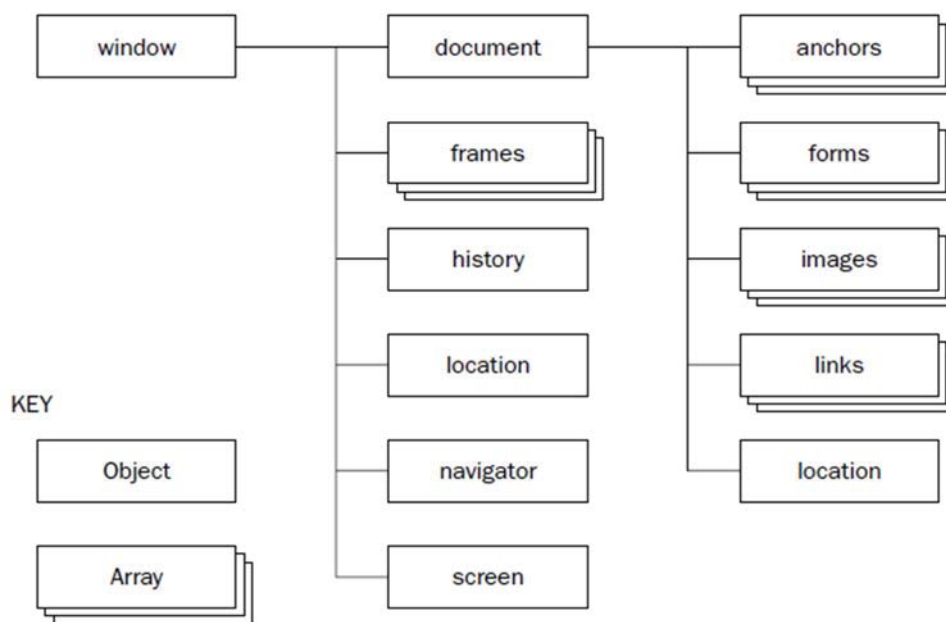 window
document
anchors
frames
forms
history
images
location
links
KEY
Object
navigator
location
Array
screen